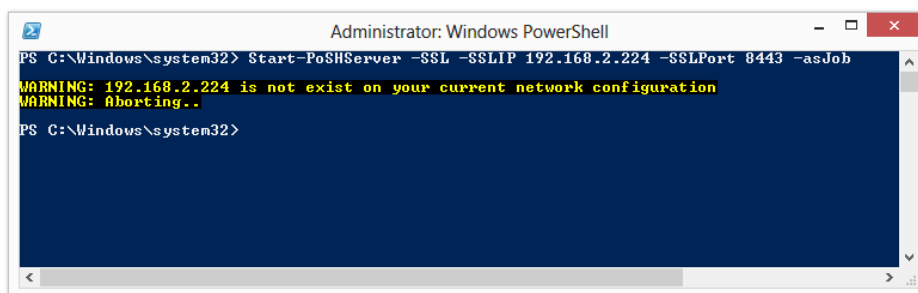 Administrator: Windows PowerShell
PS C:\Windows\system32> Start-PoSHServer -SSL -SSLIP 192.168.2.224 -SSLPort 8443 -asJob
WARNING: 192.168.2.224 is not exist on your current network configuration
WARNING: Aborting..
PS C:\Windows\system32>